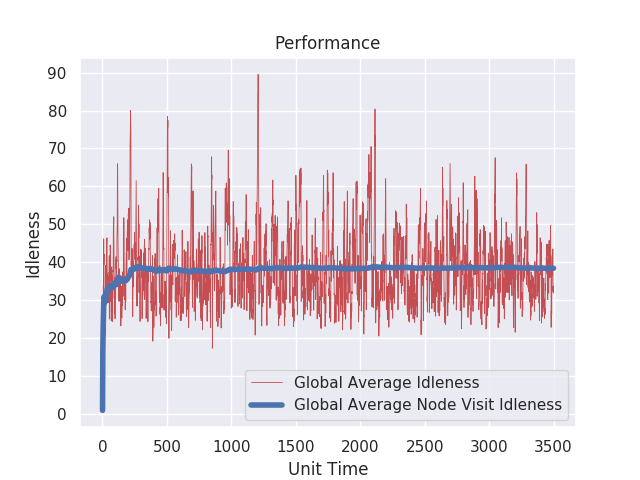 Performance
90
80
70
60
50
40
30
20
10
0
Idleness
0 500 1000 1500 2000 2500 3000 3500
Unit Time
Global Average Idleness
Global Average Node Visit Idleness